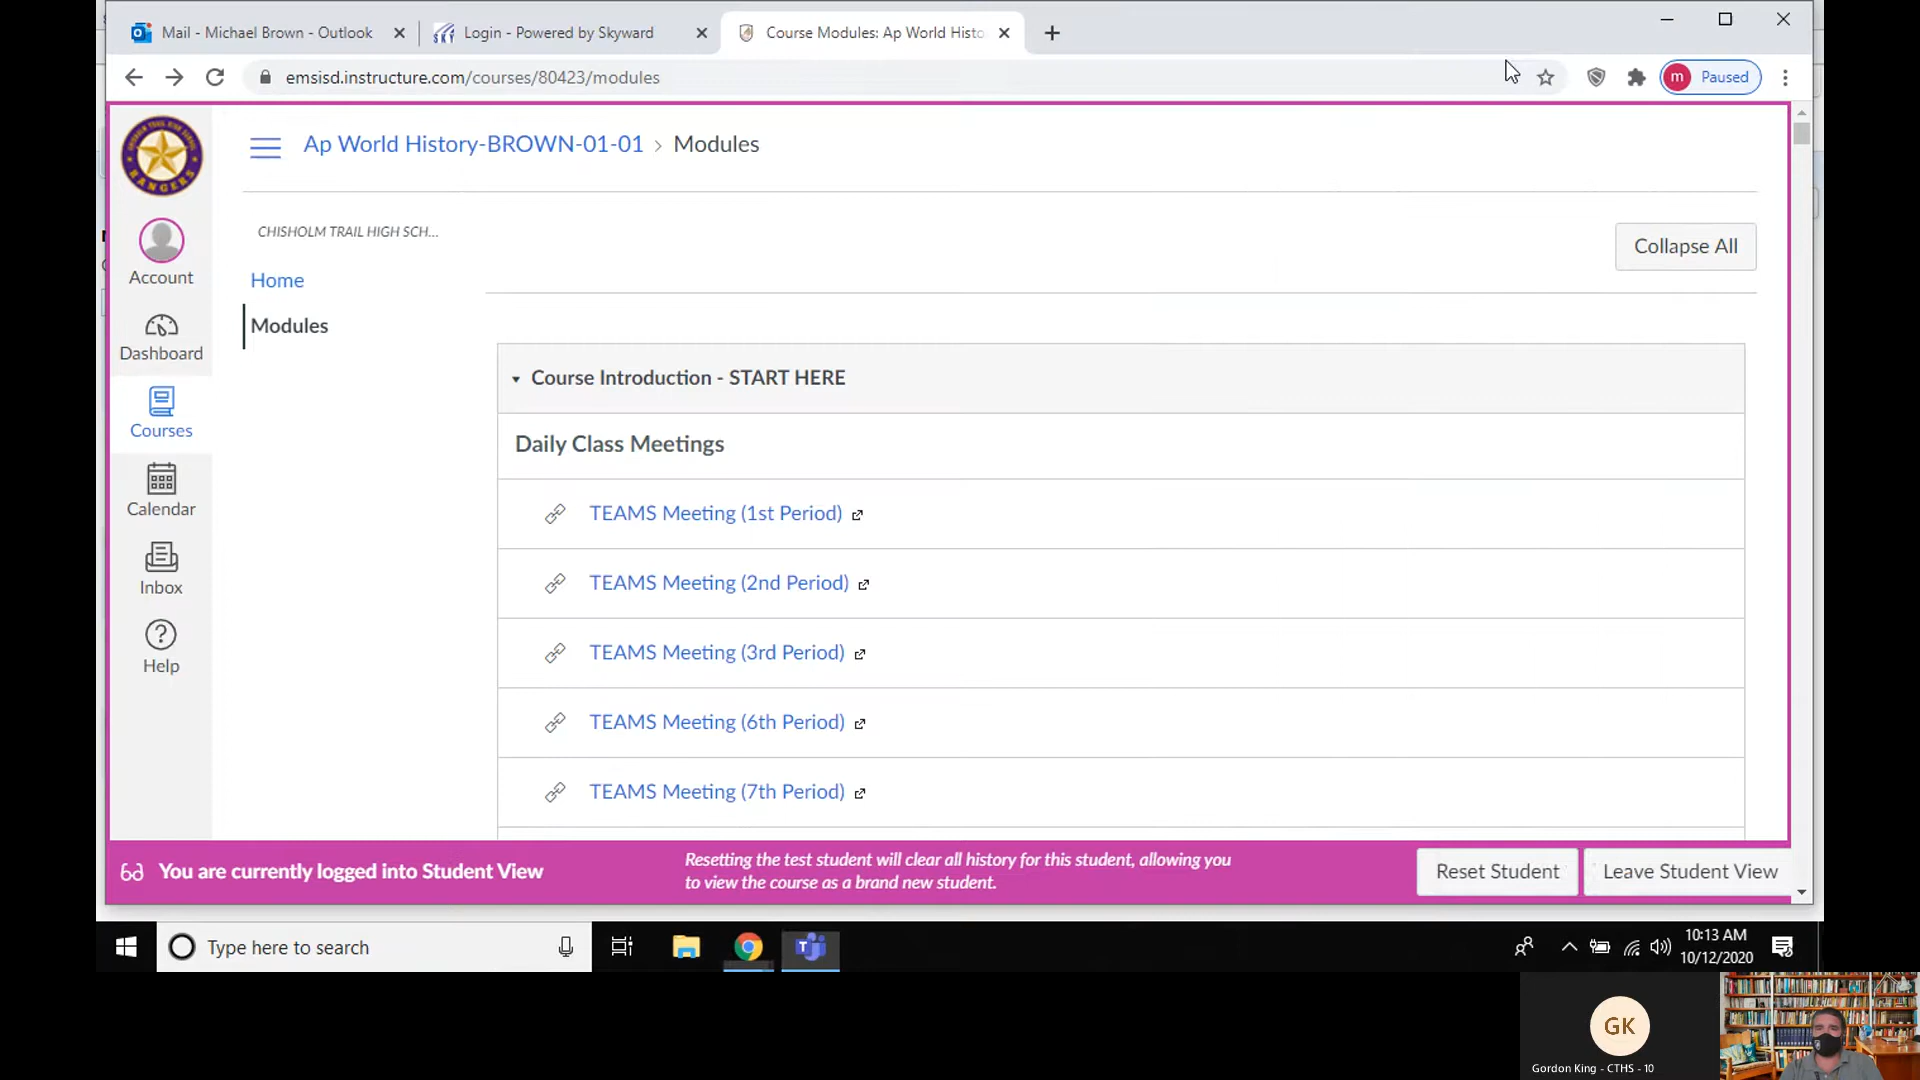 Mail - Michael Brown - Outlook
Login - Powered by Skyward
Course Modules: Ap World Histo
emsisd.instructure.com/courses/80423/modules
m Paused
RANGERS
Ap World History-BROWN-01-01 > Modules
CHISHOLM TRAIL HIGH SCH...
Collapse All
Home
Modules
Account
Dashboard
Courses
Calendar
Inbox
Help
Course Introduction - START HERE
Daily Class Meetings
TEAMS Meeting (1st Period)
TEAMS Meeting (2nd Period)
TEAMS Meeting (3rd Period)
TEAMS Meeting (6th Period)
TEAMS Meeting (7th Period)
You are currently logged into Student View
Resetting the test student will clear all history for this student, allowing you
to view the course as a brand new student.
Reset Student
Leave Student View
Type here to search
10:13 AM
10/12/2020
GK
Gordon King - CTHS - 10